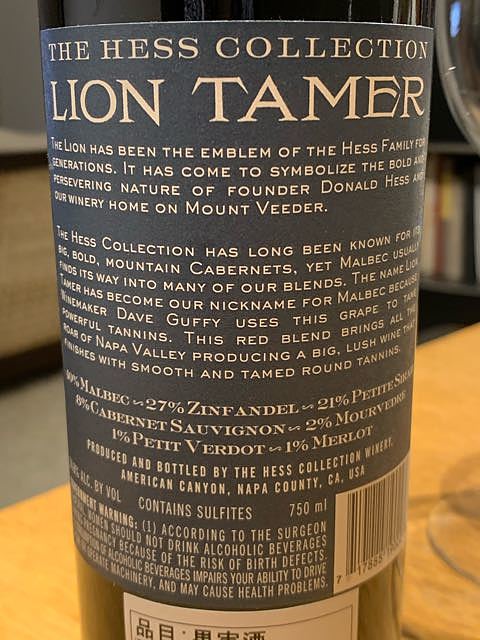 THE HESS COLLECTION
LION TAMER
THE LION HAS BEEN THE EMBLEM OF THE HESS FAMILY FOR
GENERATIONS. IT HAS COME TO SYMBOLIZE THE BOLD AND
PERSEVERING NATURE OF FOUNDER DONALD HESS AND
OUR WINERY HOME ON MOUNT VEEDER.
THE HESS COLLECTION HAS LONG BEEN KNOWN FOR ITS
BIG, BOLD, MOUNTAIN CABERNETS, YET MALBEC USUALLY
FINDS ITS WAY INTO MANY OF OUR BLENDS. THE NAME LION
TAMER HAS BECOME OUR NICKNAME FOR MALBEC BECAUSE
WINEMAKER DAVE GUFFY USES THIS GRAPE TO TAME
POWERFUL TANNINS. THIS RED BLEND BRINGS ALL THE
ROAR OF NAPA VALLEY PRODUCING A BIG, LUSH WINE THAT
FINISHES WITH SMOOTH AND TAMED ROUND TANNINS.
MALBEC ~ 27% ZINFANDEL ~ 21% PETITE SIRAH
8% CABERNET SAUVIGNON ~ 2% MOURVEDRE
1% PETIT VERDOT ~ 1% MERLOT
PRODUCED AND BOTTLED BY THE HESS COLLECTION WINERY,
AMERICAN CANYON, NAPA COUNTY, CA, USA
ALC. BY VOL CONTAINS SULFITES 750 ml
WARNING: (1) ACCORDING TO THE SURGEON
WOMEN SHOULD NOT DRINK ALCOHOLIC BEVERAGES
BECAUSE OF THE RISK OF BIRTH DEFECTS.
OF ALCOHOLIC BEVERAGES IMPAIRS YOUR ABILITY TO DRIVE
MACHINERY, AND MAY CAUSE HEALTH PROBLEMS.
品目:果実酒